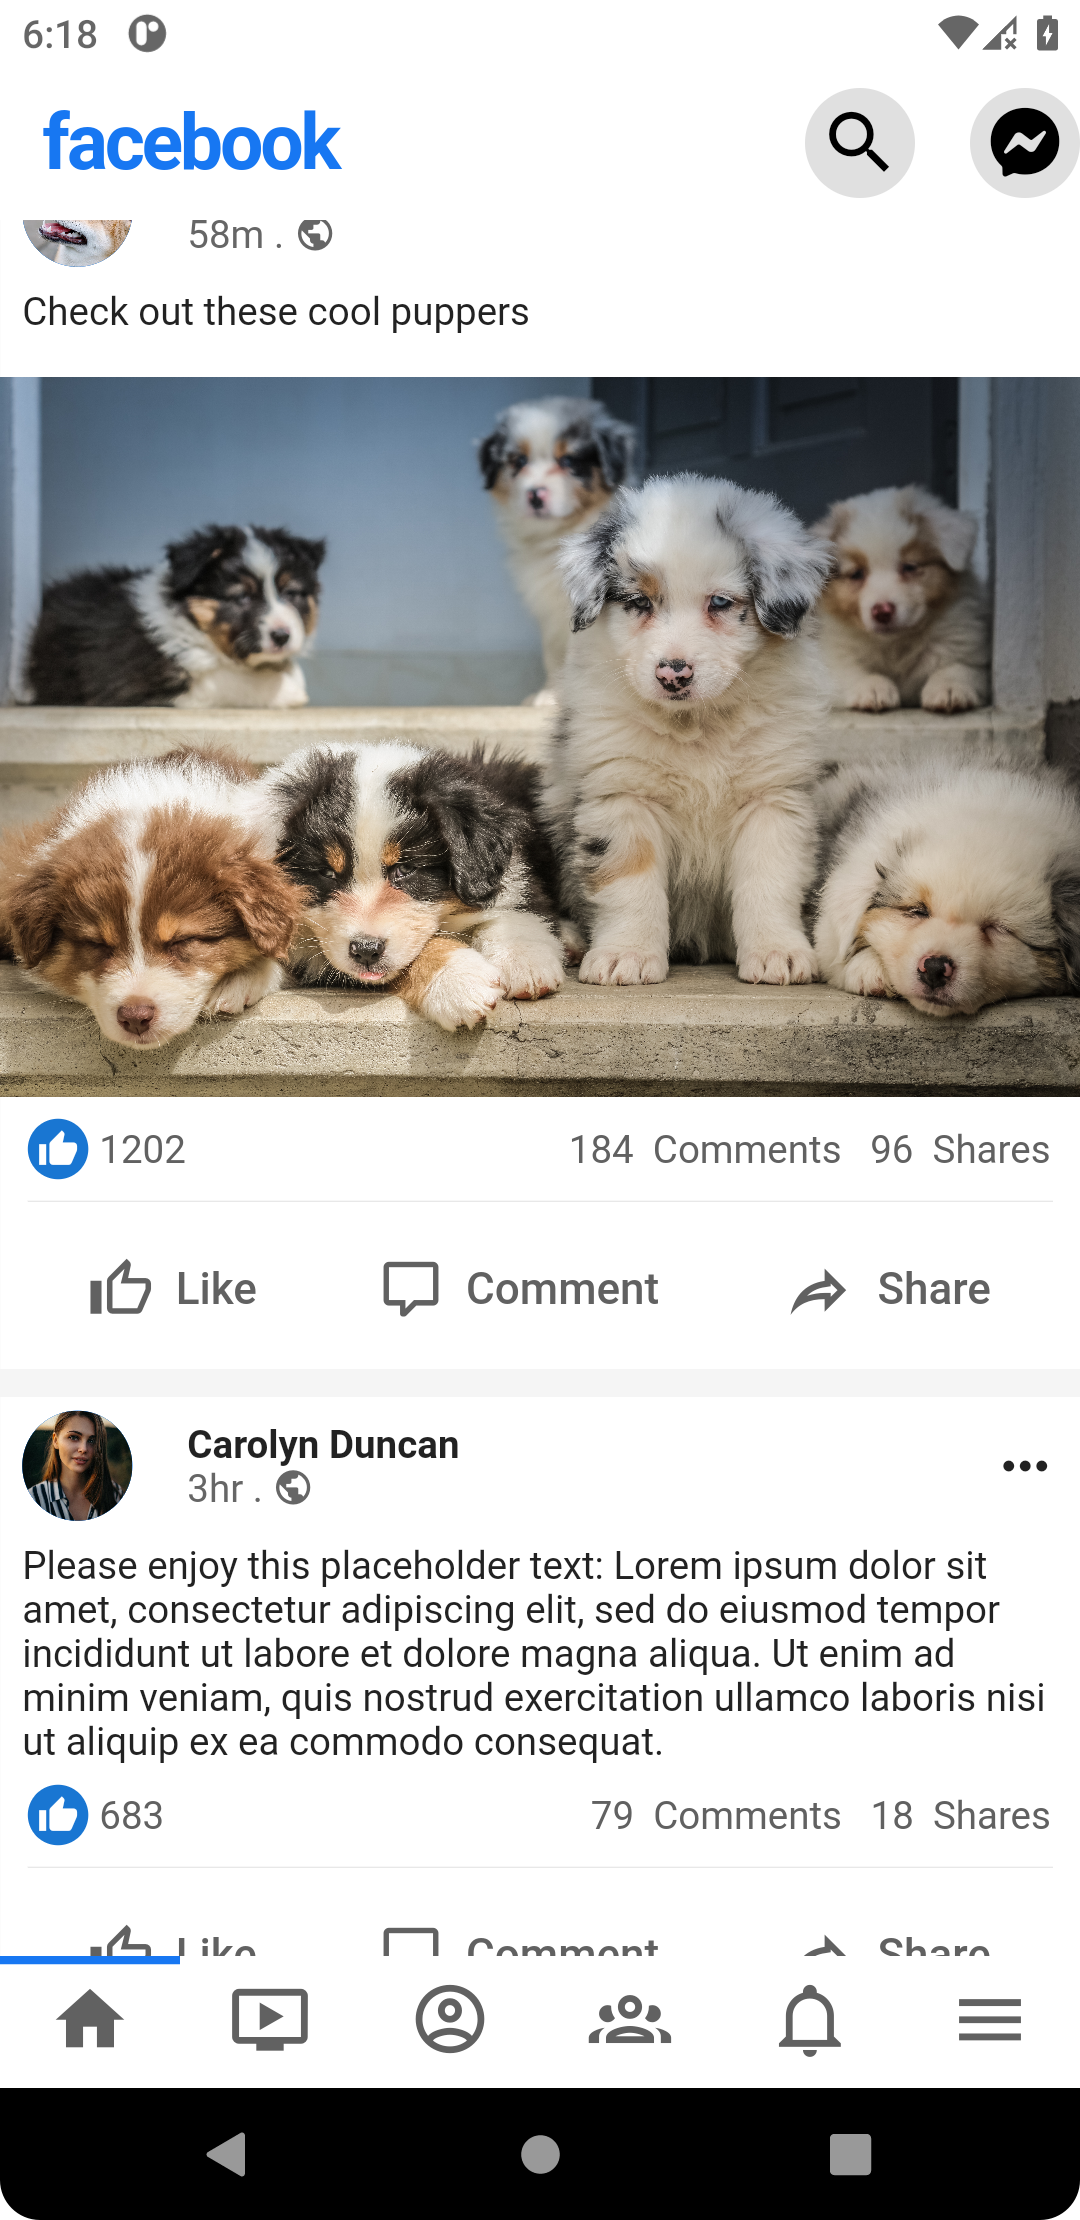 6:18
facebook
58m .
Check out these cool puppers
1202
184 Comments 96 Shares
Like Comment Share
Carolyn Duncan
3hr .
Please enjoy this placeholder text: Lorem ipsum dolor sit
amet, consectetur adipiscing elit, sed do eiusmod tempor
incididunt ut labore et dolore magna aliqua. Ut enim ad
minim veniam, quis nostrud exercitation ullamco laboris nisi
ut aliquip ex ea commodo consequat.
683
79 Comments 18 Shares
Like Comment Share